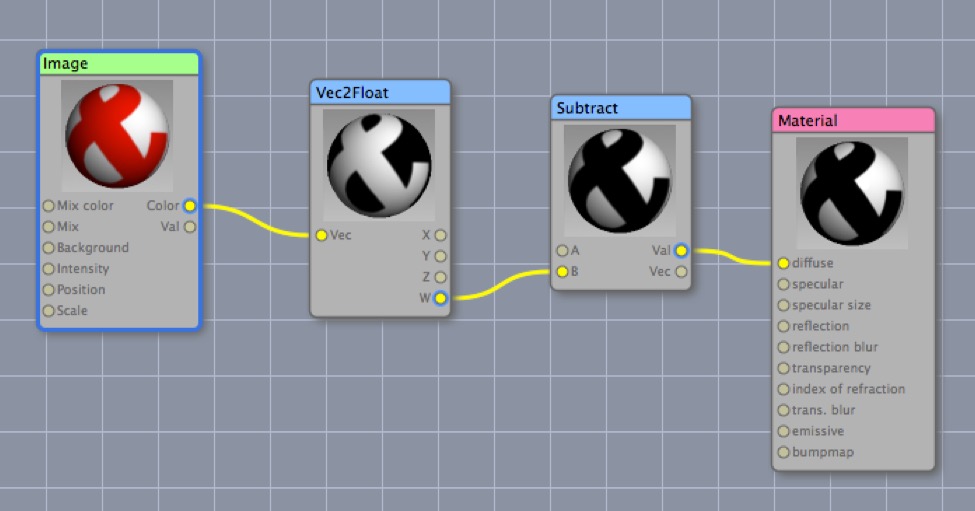 Image
Mix color Color
Mix Val
Background
Intensity
Position
Scale
Vec2Float
Vec X
Y
Z
W
Subtract
A Val
B Vec
Material
diffuse
specular
specular size
reflection
reflection blur
transparency
index of refraction
trans. blur
emissive
bumpmap